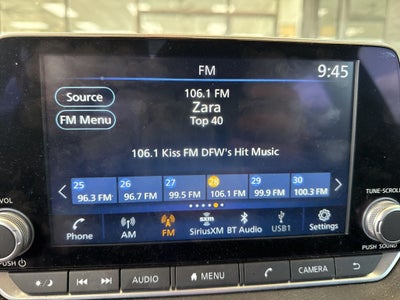 FM
9:45
Source
106.1 FM
Zara
FM Menu
Top 40
106.1 Kiss FM DFW's Hit Music
25 26 27 28 29 30
96.3 FM 96.7 FM 99.5 FM 106.1 FM 99.9 FM 100.3 FM
sxm
Phone AM FM SiriusXM BT Audio USB1 Settings
VOL
TUNE·SCROLL
PUSH
PUSH SOUND
AUDIO MENU CAMERA